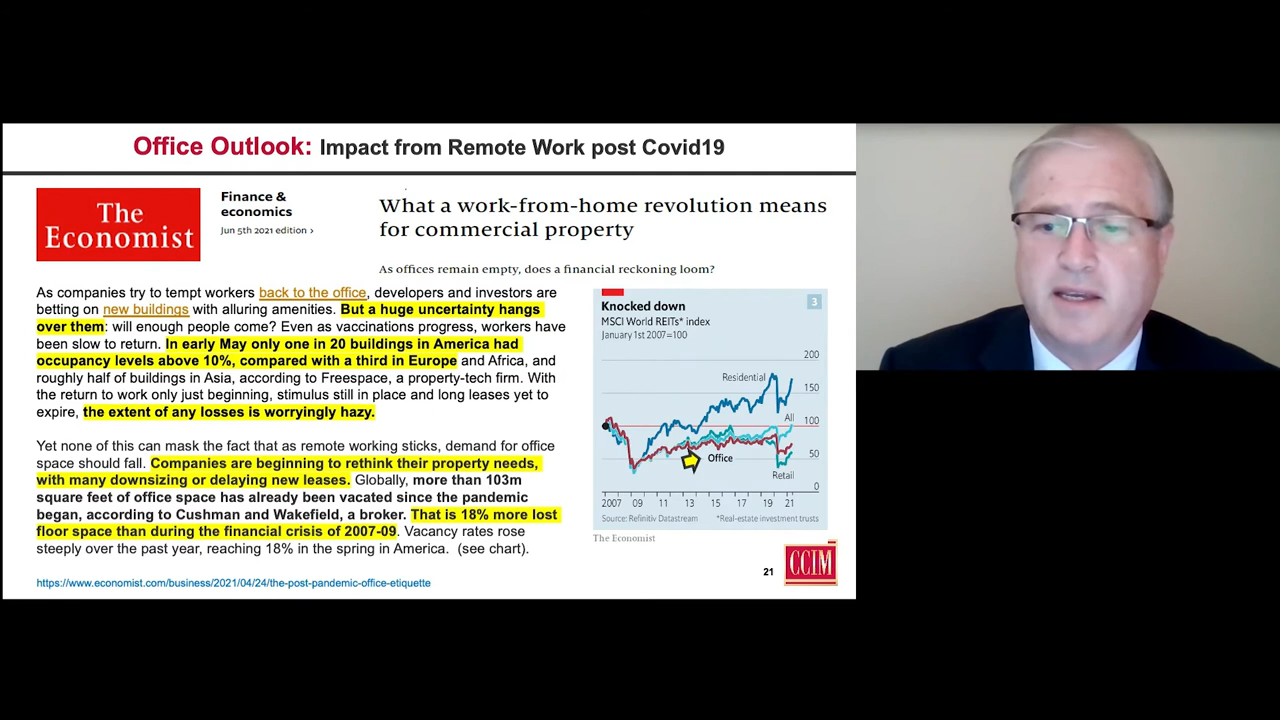 Office Outlook: Impact from Remote Work post Covid19
The
Economist
Finance &
economics
Jun 5th 2021 edition ›
What a work-from-home revolution means
for commercial property
As offices remain empty, does a financial reckoning loom?
As companies try to tempt workers back to the office, developers and investors are
betting on new buildings with alluring amenities. But a huge uncertainty hangs
over them: will enough people come? Even as vaccinations progress, workers have
been slow to return. In early May only one in 20 buildings in America had
occupancy levels above 10%, compared with a third in Europe and Africa, and
roughly half of buildings in Asia, according to Freespace, a property-tech firm. With
the return to work only just beginning, stimulus still in place and long leases yet to
expire, the extent of any losses is worryingly hazy.
Yet none of this can mask the fact that as remote working sticks, demand for office
space should fall. Companies are beginning to rethink their property needs,
with many downsizing or delaying new leases. Globally, more than 103m
square feet of office space has already been vacated since the pandemic
began, according to Cushman and Wakefield, a broker. That is 18% more lost
floor space than during the financial crisis of 2007-09. Vacancy rates rose
steeply over the past year, reaching 18% in the spring in America. (see chart).
https://www.economist.com/business/2021/04/24/the-post-pandemic-office-etiquette
Knocked down
3
MSCI World REITs* index
January 1st 2007=100
200
Residential
150
All
100
Office
50
Retail
0
2007 09 11 13 15 17 19 21
Source: Refinitiv Datastream *Real-estate investment trusts
The Economist
21
CCIM